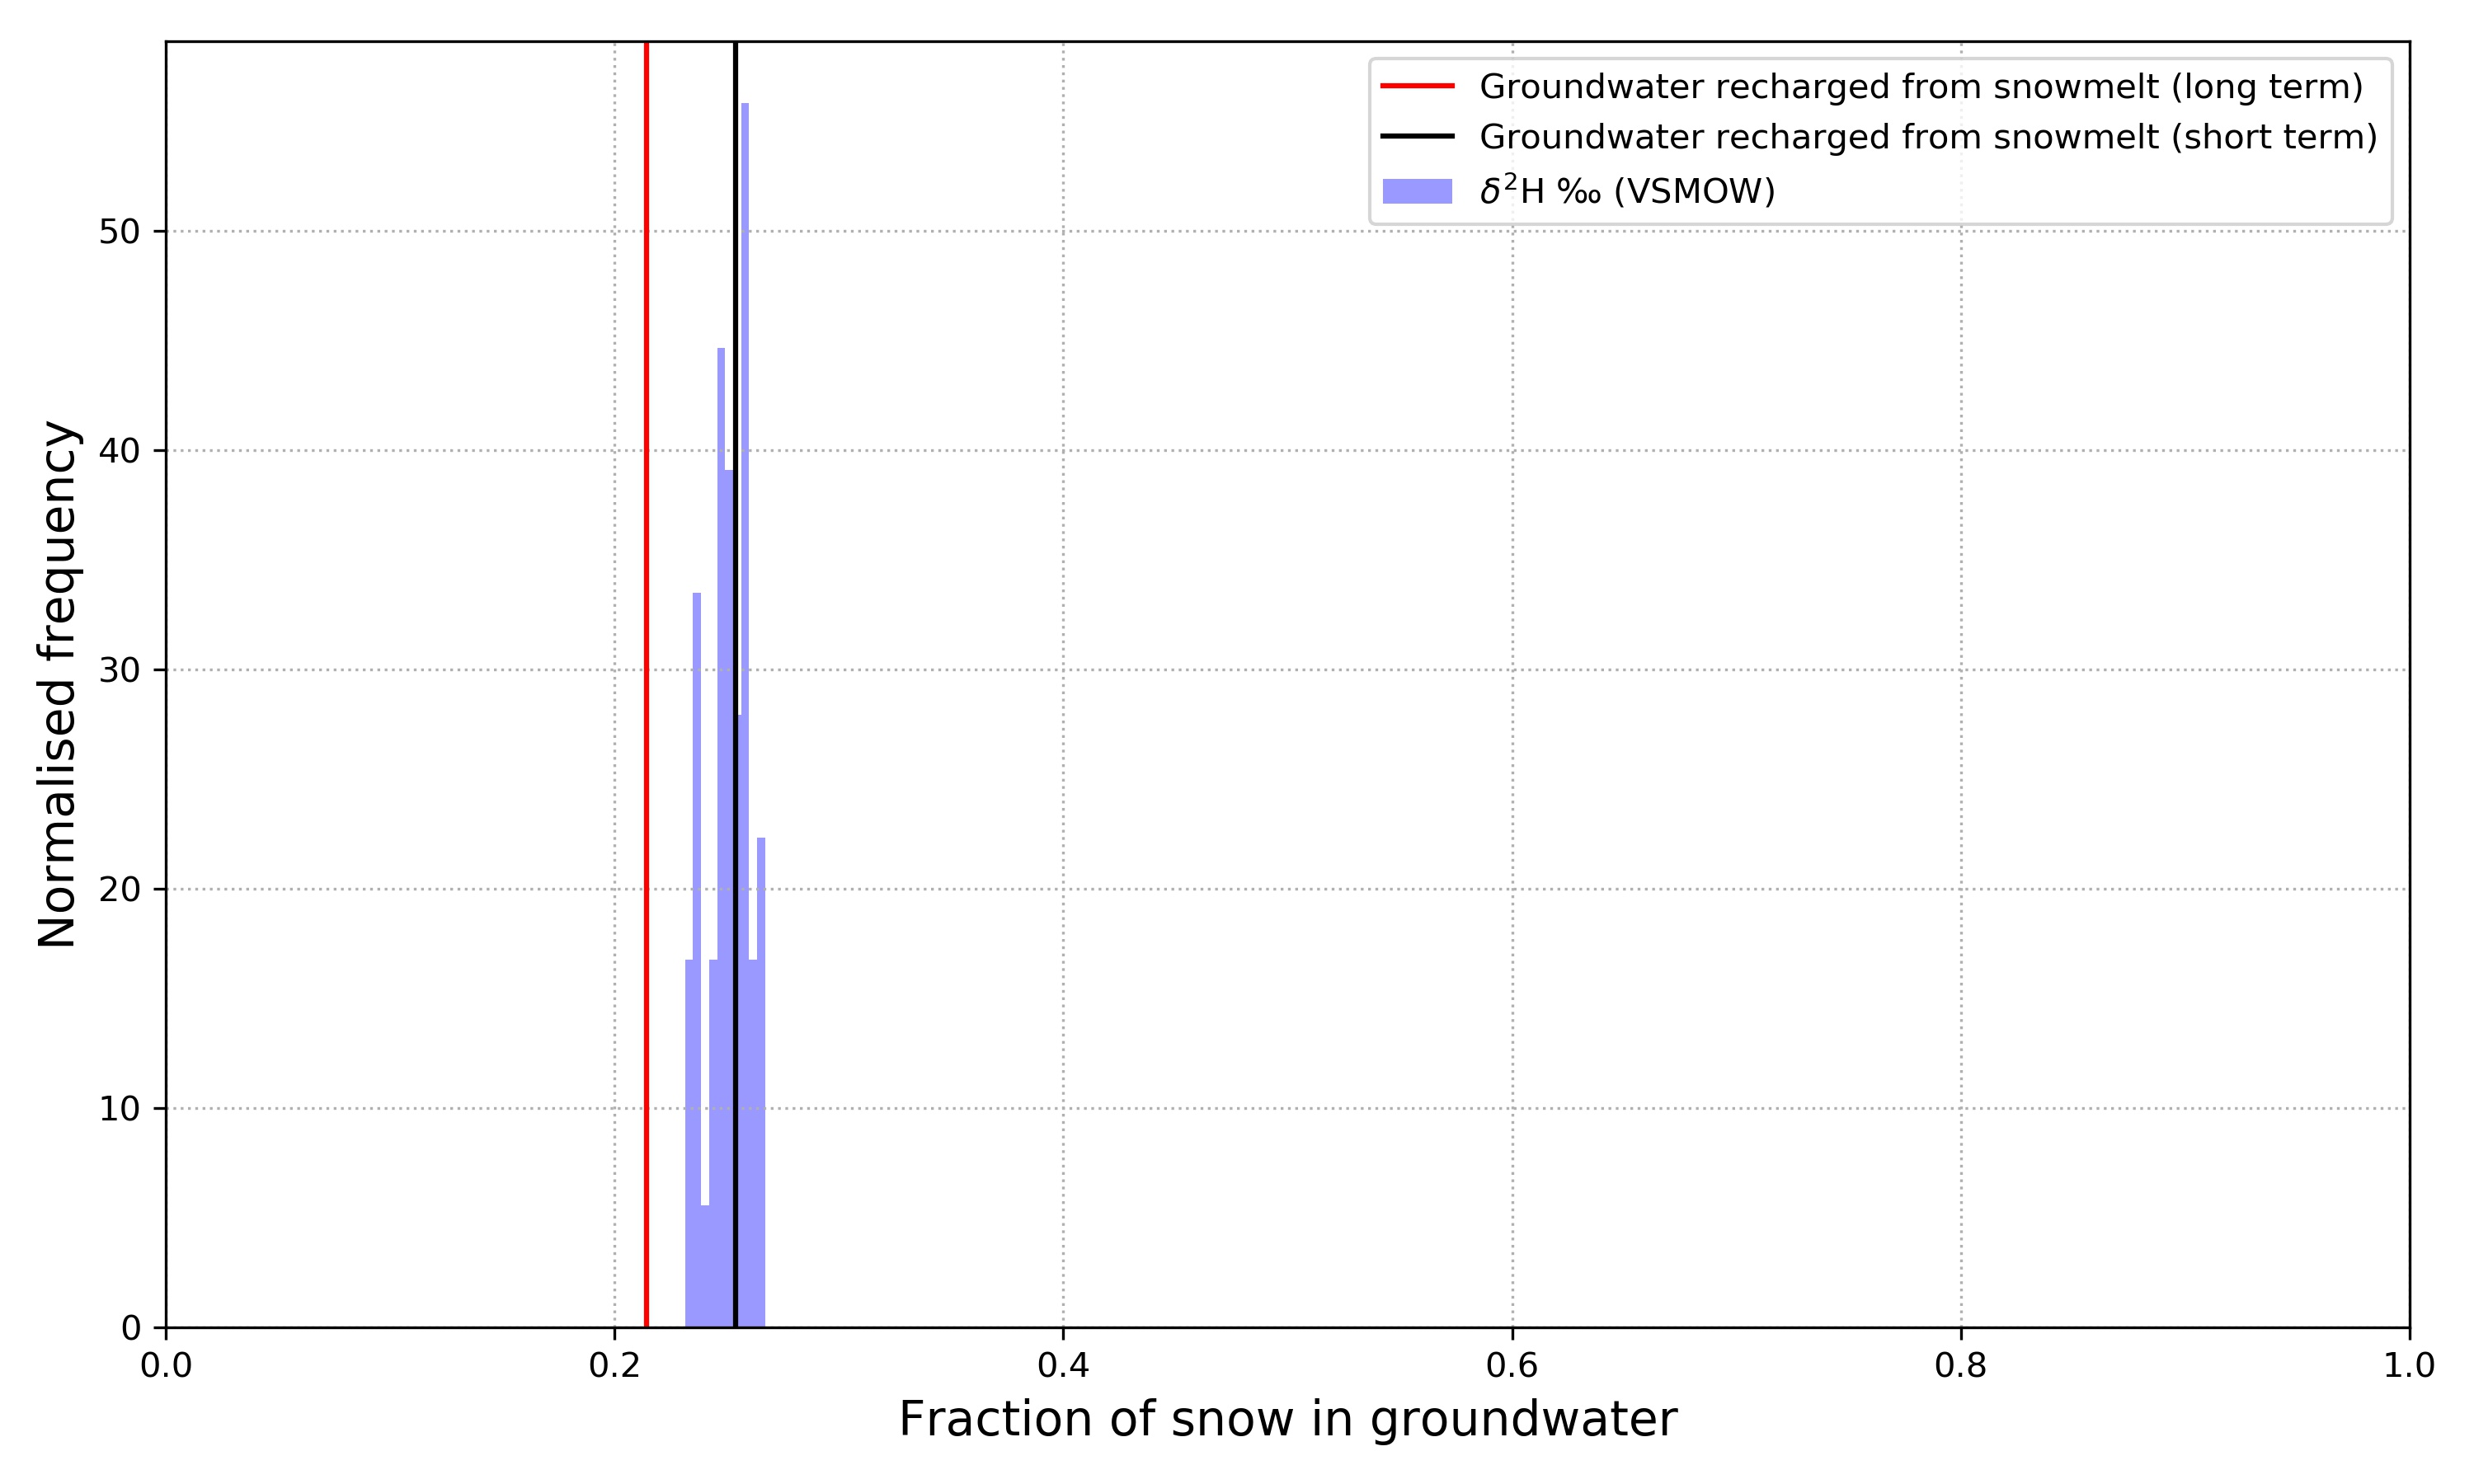 Groundwater recharged from snowmelt (long term)
Groundwater recharged from snowmelt (short term)
δ²H ‰ (VSMOW)
Normalised frequency
50
40
30
20
10
0
0.0 0.2 0.4 0.6 0.8 1.0
Fraction of snow in groundwater